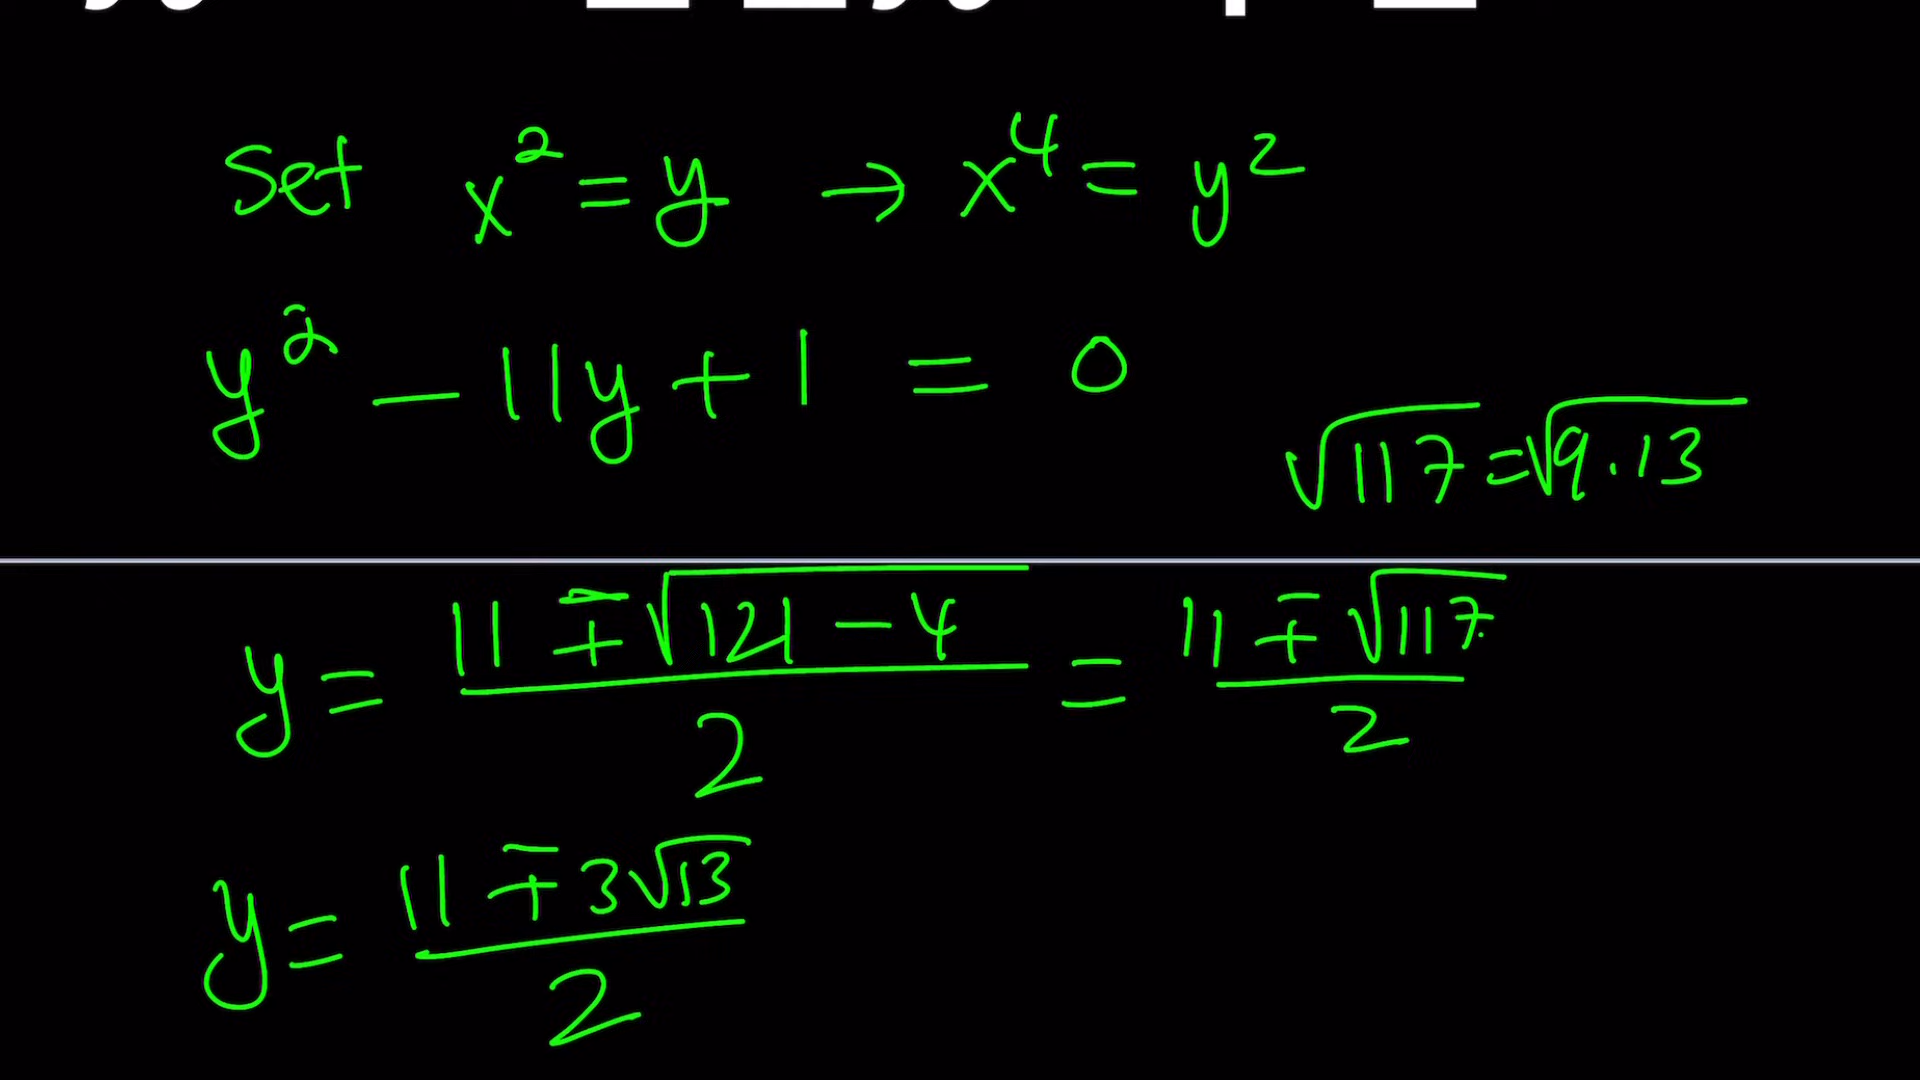 Set x² = y → x⁴ = y²
y² - 11y + 1 = 0
√117 = √9.13
y = (11 ∓ √(121 - 4))/2 = (11 ∓ √117)/2
y = (11 ∓ 3√13)/2